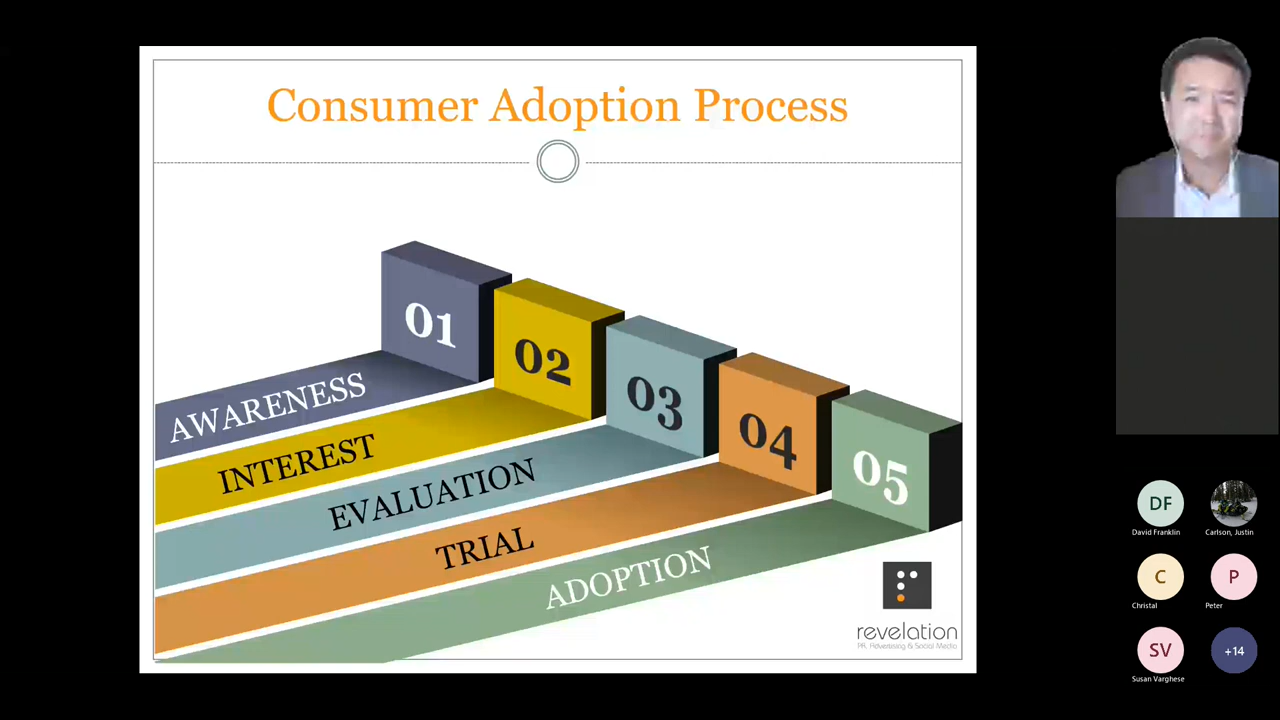 Consumer Adoption Process
01
02
03
04
05
AWARENESS
INTEREST
EVALUATION
TRIAL
ADOPTION
revelation
PR, Advertising & Social Media
DF
David Franklin
Carlson, Justin
C
Christal
P
Peter
SV
Susan Varghese
+14